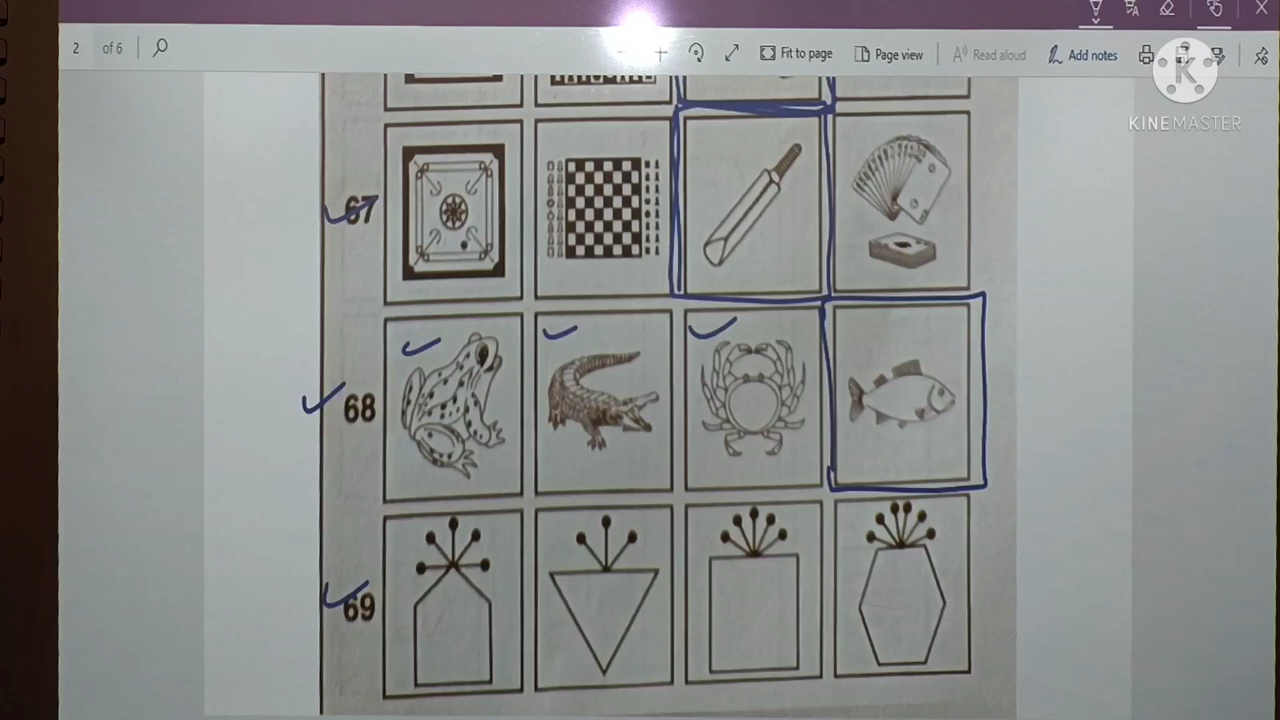 2 of 6
Fit to page
Page view
Read aloud
Add notes
K
KINEMASTER
67
68
69